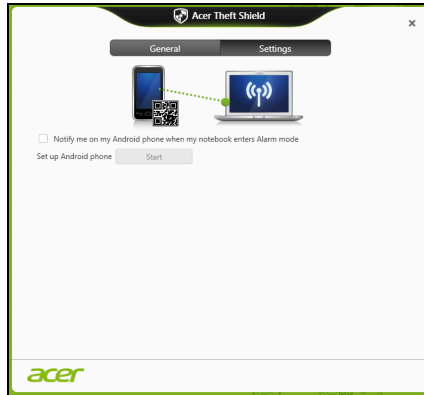 Acer Theft Shield
General Settings
Notify me on my Android phone when my notebook enters Alarm mode
Set up Android phone Start
acer